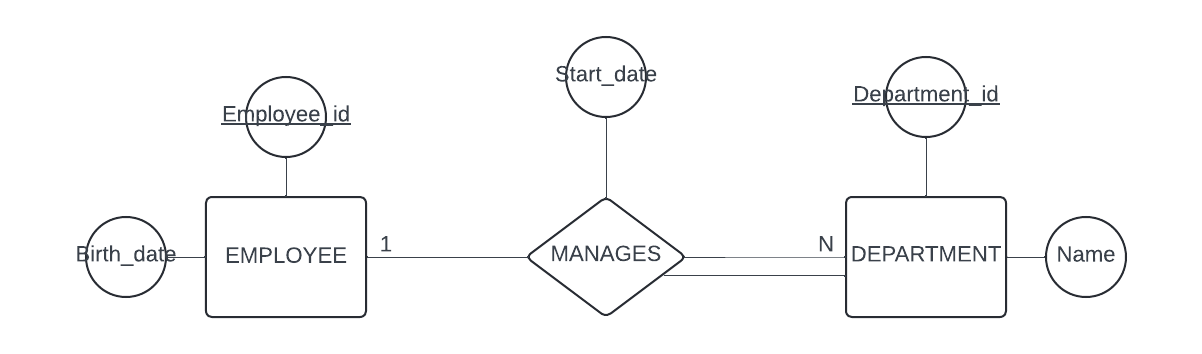 Start_date
Department_id
Employee_id
1
N
Birth_date
EMPLOYEE
MANAGES
DEPARTMENT
Name